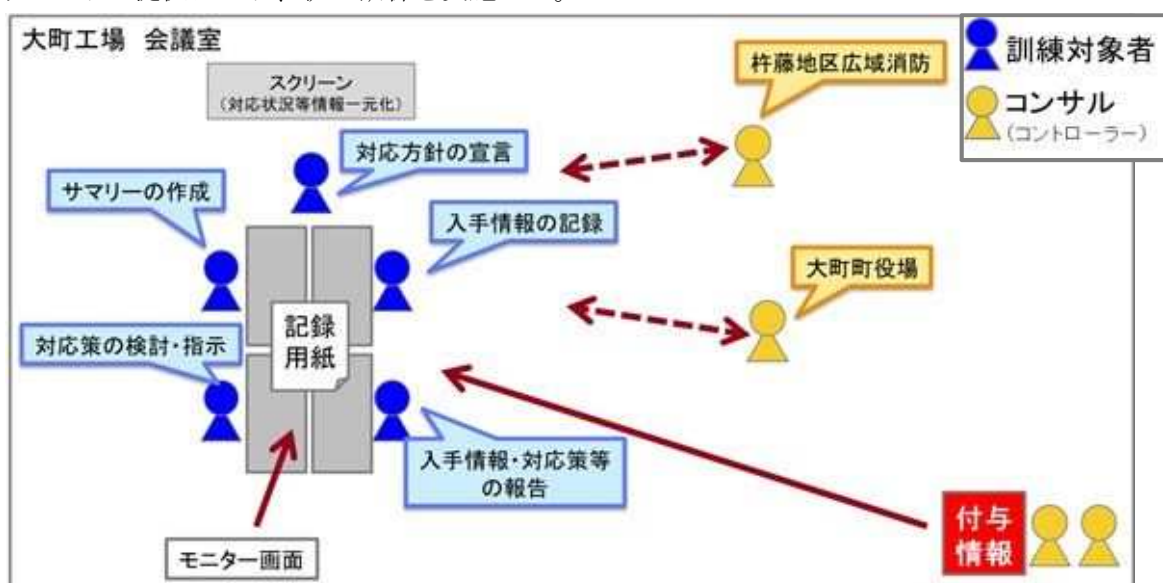 大町工場 会議室
スクリーン
(対応状況等情報一元化)
杵藤地区広域消防
訓練対象者
コンサル
(コントローラー)
対応方針の宣言
サマリーの作成
入手情報の記録
大町町役場
記録
用紙
対応策の検討・指示
入手情報・対応策等
の報告
付与
情報
モニター画面